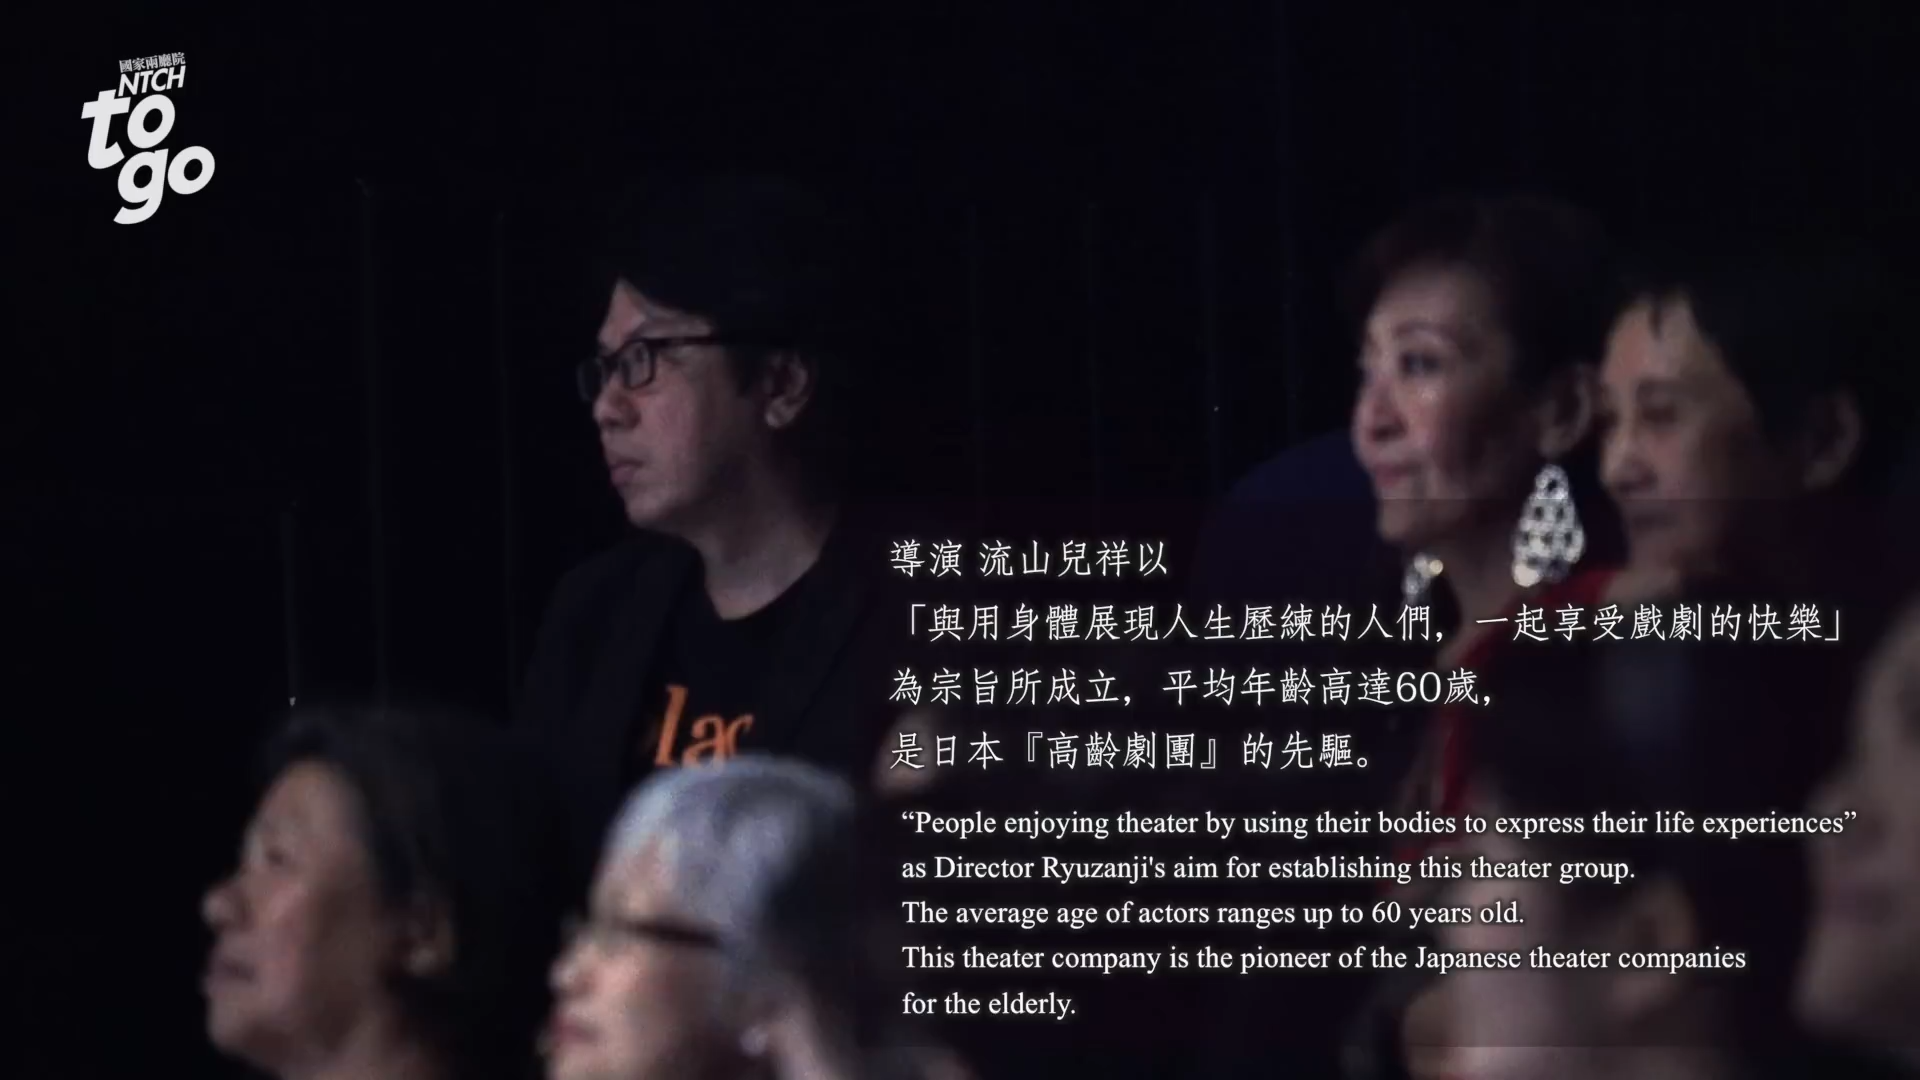 國家兩廳院
NTCH
to
go
導演 流山兒祥以
「與用身體展現人生歷練的人們，一起享受戲劇的快樂」
為宗旨所成立，平均年齡高達60歲，
是日本『高齡劇團』的先驅。
lac
“People enjoying theater by using their bodies to express their life experiences”
as Director Ryuzanji's aim for establishing this theater group.
The average age of actors ranges up to 60 years old.
This theater company is the pioneer of the Japanese theater companies
for the elderly.